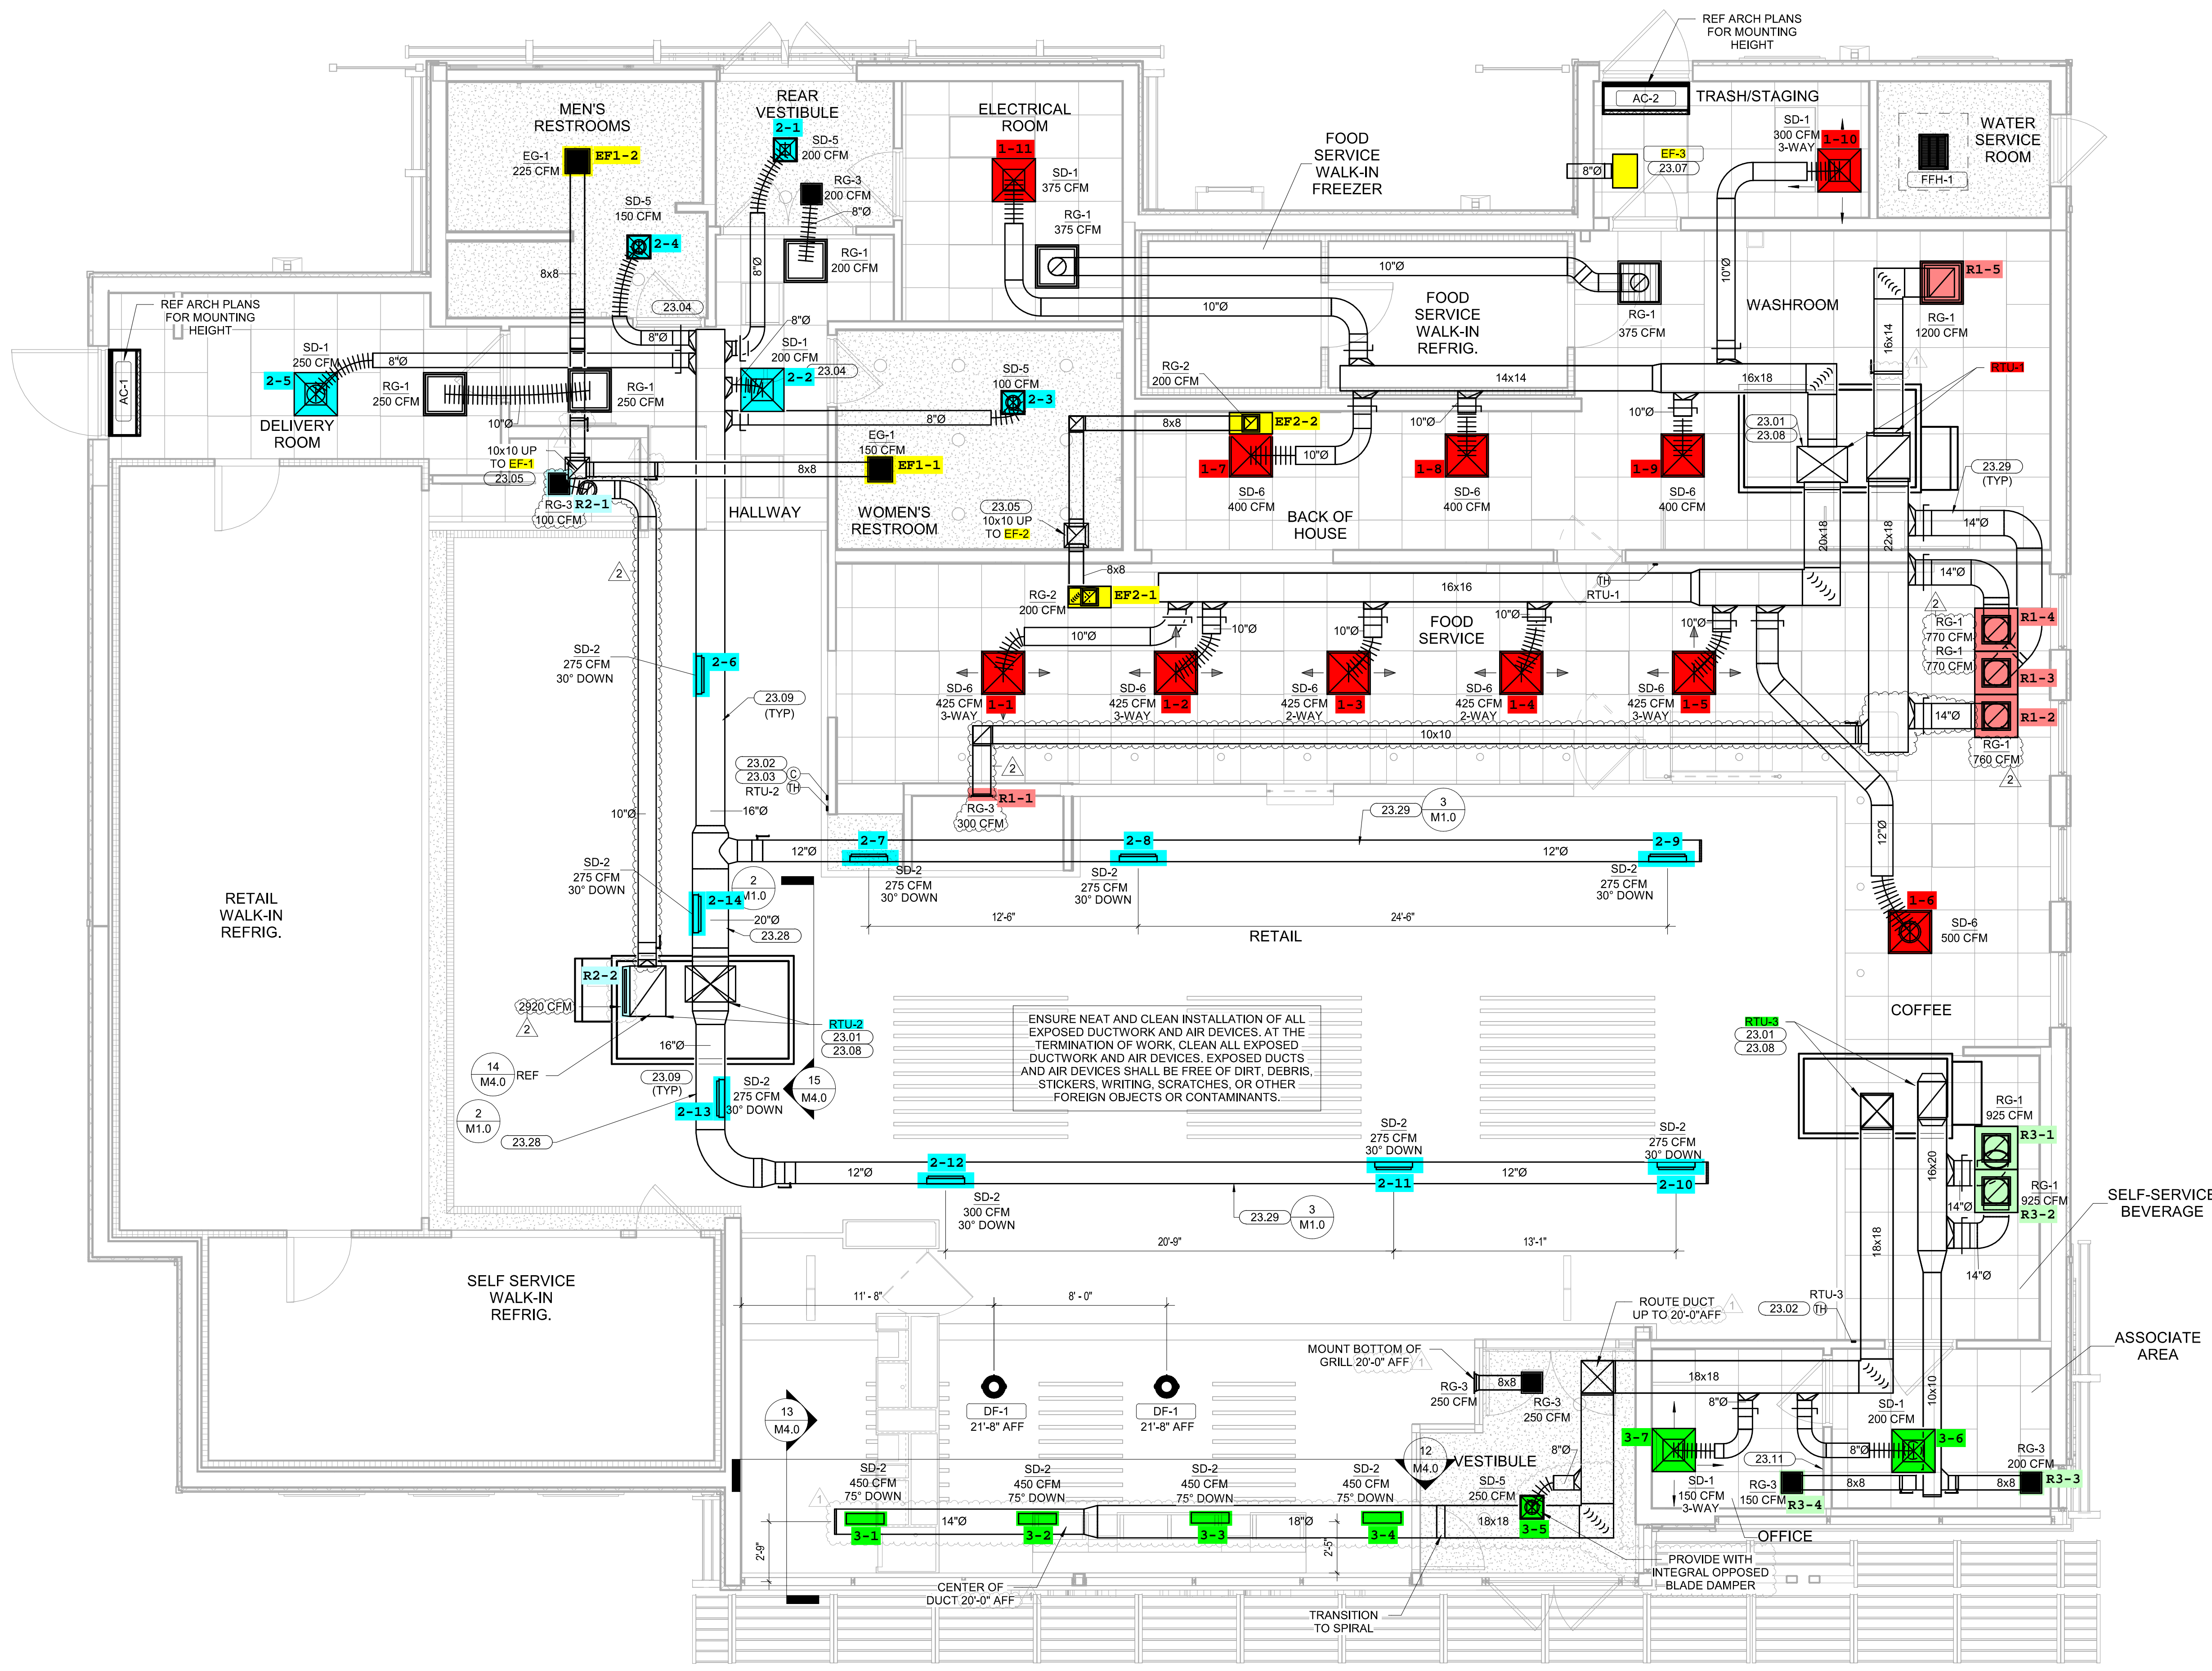 REF ARCH PLANS
FOR MOUNTING
HEIGHT
AC-2
TRASH/STAGING
SD-1
300 CFM
3-WAY
1-10
WATER
SERVICE
ROOM
FFH-1
EF-3
23.07
8"Ø
MEN'S
RESTROOMS
EG-1
225 CFM
EF1-2
SD-5
150 CFM
2-4
8x8
REAR
VESTIBULE
2-1
SD-5
200 CFM
RG-3
200 CFM
8"Ø
RG-1
200 CFM
8"Ø
ELECTRICAL
ROOM
1-11
SD-1
375 CFM
RG-1
375 CFM
10"Ø
10"Ø
FOOD
SERVICE
WALK-IN
FREEZER
FOOD
SERVICE
WALK-IN
REFRIG.
RG-1
375 CFM
10"Ø
WASHROOM
R1-5
RG-1
1200 CFM
16x14
1
RTU-1
REF ARCH PLANS
FOR MOUNTING
HEIGHT
AC-1
SD-1
250 CFM
8"Ø
2-5
RG-1
250 CFM
RG-1
250 CFM
10"Ø
DELIVERY
ROOM
23.04
8"Ø
8"Ø
SD-1
200 CFM
2-2
23.04
SD-5
100 CFM
2-3
8"Ø
RG-2
200 CFM
8x8
EF2-2
14x14
16x18
10"Ø
10"Ø
10"Ø
23.01
23.08
1-7
1-8
1-9
SD-6
400 CFM
SD-6
400 CFM
SD-6
400 CFM
BACK OF
HOUSE
23.29
(TYP)
10x10 UP
TO EF-1
23.05
RG-3
R2-1
100 CFM
8x8
EG-1
150 CFM
EF1-1
HALLWAY
WOMEN'S
RESTROOM
23.05
10x10 UP
TO EF-2
8x8
RG-2
200 CFM
EF2-1
20x18
22x18
14"Ø
14"Ø
14"Ø
2
RG-1
770 CFM
RG-1
770 CFM
R1-4
R1-3
R1-2
RG-1
760 CFM
2
16x16
TH
RTU-1
10"Ø
10"Ø
10"Ø
10"Ø
10"Ø
FOOD
SERVICE
SD-6
425 CFM
3-WAY
1-1
SD-6
425 CFM
3-WAY
1-2
SD-6
425 CFM
2-WAY
1-3
SD-6
425 CFM
2-WAY
1-4
SD-6
425 CFM
3-WAY
1-5
10x10
2
R1-1
RG-3
300 CFM
2
SD-2
275 CFM
30° DOWN
2-6
23.09
(TYP)
23.02
23.03
C
RTU-2
TH
16"Ø
10"Ø
12"Ø
2-7
SD-2
275 CFM
30° DOWN
2-8
SD-2
275 CFM
30° DOWN
23.29
3
M1.0
12"Ø
2-9
SD-2
275 CFM
30° DOWN
12'-6"
24'-6"
RETAIL
12"Ø
1-6
SD-6
500 CFM
COFFEE
RETAIL
WALK-IN
REFRIG.
SD-2
275 CFM
30° DOWN
2-14
2
M1.0
20"Ø
23.28
R2-2
2920 CFM
2
RTU-2
23.01
23.08
16"Ø
14
M4.0
REF
23.09
(TYP)
2
M1.0
23.28
2-13
SD-2
275 CFM
30° DOWN
15
M4.0
ENSURE NEAT AND CLEAN INSTALLATION OF ALL
EXPOSED DUCTWORK AND AIR DEVICES. AT THE
TERMINATION OF WORK, CLEAN ALL EXPOSED
DUCTWORK AND AIR DEVICES. EXPOSED DUCTS
AND AIR DEVICES SHALL BE FREE OF DIRT, DEBRIS,
STICKERS, WRITING, SCRATCHES, OR OTHER
FOREIGN OBJECTS OR CONTAMINANTS.
12"Ø
2-12
SD-2
300 CFM
30° DOWN
SD-2
275 CFM
30° DOWN
2-11
12"Ø
SD-2
275 CFM
30° DOWN
2-10
23.29
3
M1.0
20'-9"
13'-1"
RTU-3
23.01
23.08
RG-1
925 CFM
R3-1
16x20
RG-1
925 CFM
R3-2
14"Ø
14"Ø
18x18
SELF-SERVICE
BEVERAGE
SELF SERVICE
WALK-IN
REFRIG.
11' - 8"
8' - 0"
DF-1
21'-8" AFF
DF-1
21'-8" AFF
ROUTE DUCT
UP TO 20'-0"AFF
1
RTU-3
23.02
TH
ASSOCIATE
AREA
MOUNT BOTTOM OF
GRILL 20'-0" AFF
1
RG-3
250 CFM
8x8
RG-3
250 CFM
18x18
10x10
8"Ø
SD-1
200 CFM
3-7
3-6
8"Ø
23.11
SD-1
150 CFM
3-WAY
RG-3
150 CFM
R3-4
8x8
8x8
RG-3
200 CFM
R3-3
OFFICE
13
M4.0
12
M4.0
VESTIBULE
8"Ø
SD-5
250 CFM
3-5
SD-2
450 CFM
75° DOWN
SD-2
450 CFM
75° DOWN
SD-2
450 CFM
75° DOWN
SD-2
450 CFM
75° DOWN
1
3-1
14"Ø
3-2
3-3
18"Ø
3-4
18x18
2'-9"
2'-5"
CENTER OF
DUCT 20'-0" AFF
TRANSITION
TO SPIRAL
PROVIDE WITH
INTEGRAL OPPOSED
BLADE DAMPER